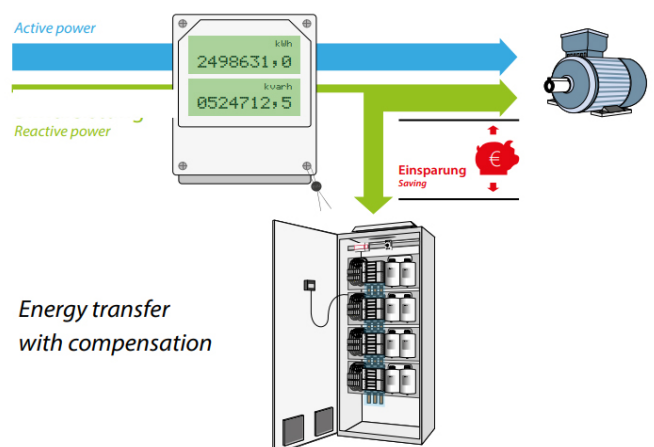 Active power
kWh
2498631,0
kvarh
0524712,5
Reactive power
Einsparung
Saving
€
Energy transfer
with compensation